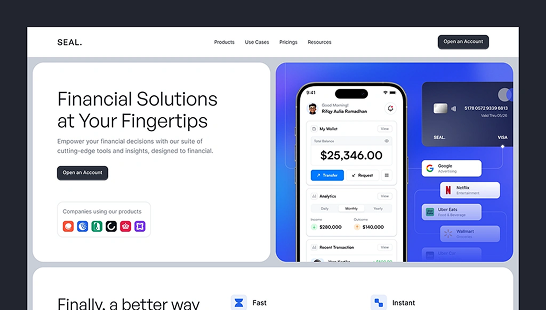 SEAL.
Products
Use Cases
Pricings
Resources
Open an Account
Financial Solutions
at Your Fingertips
Empower your financial decisions with our suite of
cutting-edge tools and insights, designed to financial.
Open an Account
Companies using our products
9:41
Good Morning!
Rifqy Aulia Ramadhan
My Wallet
View
Total Balance
$25,346.00
Transfer
Request
Analytics
View
Daily
Monthly
Yearly
Income
$280,000
Outcome
$140.000
Recent Transaction
View
5178 0572 9339 6813
Valid Thru 05/28
SEAL.
VISA
Google
Advertising
Netflix
Entertainment
Uber Eats
Food & Beverage
Walmart
Uber Eats
Finally, a better way
Fast
Instant